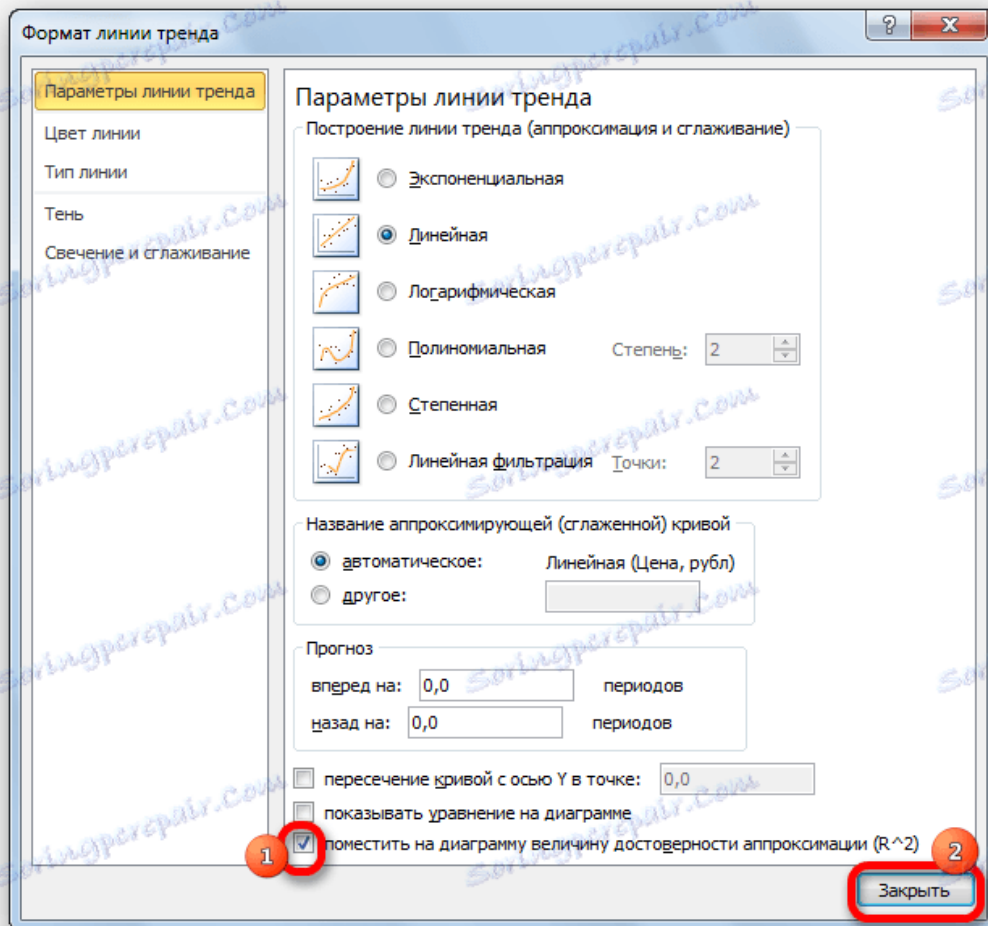 Формат линии тренда
Параметры линии тренда
Цвет линии
Тип линии
Тень
Свечение и сглаживание
Параметры линии тренда
Построение линии тренда (аппроксимация и сглаживание)
Экспоненциальная
Линейная
Логарифмическая
Полиномиальная Степень: 2
Степенная
Линейная фильтрация Точки: 2
Название аппроксимирующей (сглаженной) кривой
автоматическое: Линейная (Цена, рубл)
другое:
Прогноз
вперед на: 0,0 периодов
назад на: 0,0 периодов
пересечение кривой с осью Y в точке: 0,0
показывать уравнение на диаграмме
1 поместить на диаграмму величину достоверности аппроксимации (R^2) 2
Закрыть
Soringpcrepair.com